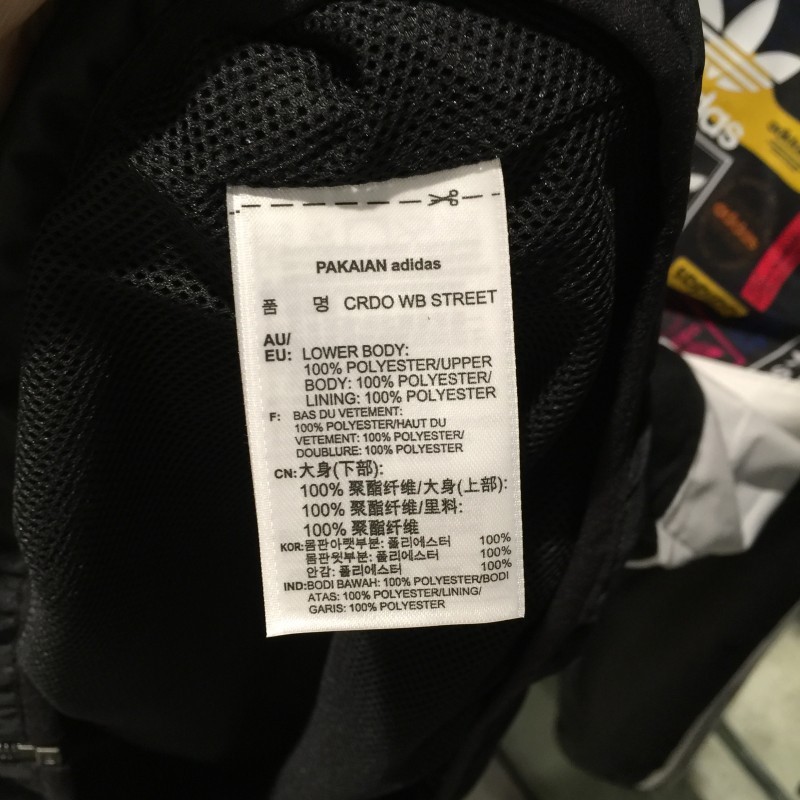 PAKAIAN adidas
품 명 CRDO WB STREET
AU/
EU: LOWER BODY:
100% POLYESTER/UPPER
BODY: 100% POLYESTER/
LINING: 100% POLYESTER
F: BAS DU VETEMENT:
100% POLYESTER/HAUT DU
VETEMENT: 100% POLYESTER/
DOUBLURE: 100% POLYESTER
CN: 大身(下部):
100% 聚酯纤维/大身(上部):
100% 聚酯纤维/里料:
100% 聚酯纤维
KOR: 몸판아랫부분: 폴리에스터 100%
몸판윗부분: 폴리에스터 100%
안감: 폴리에스터 100%
IND: BODI BAWAH: 100% POLYESTER/BODI
ATAS: 100% POLYESTER/LINING/
GARIS: 100% POLYESTER
adidas